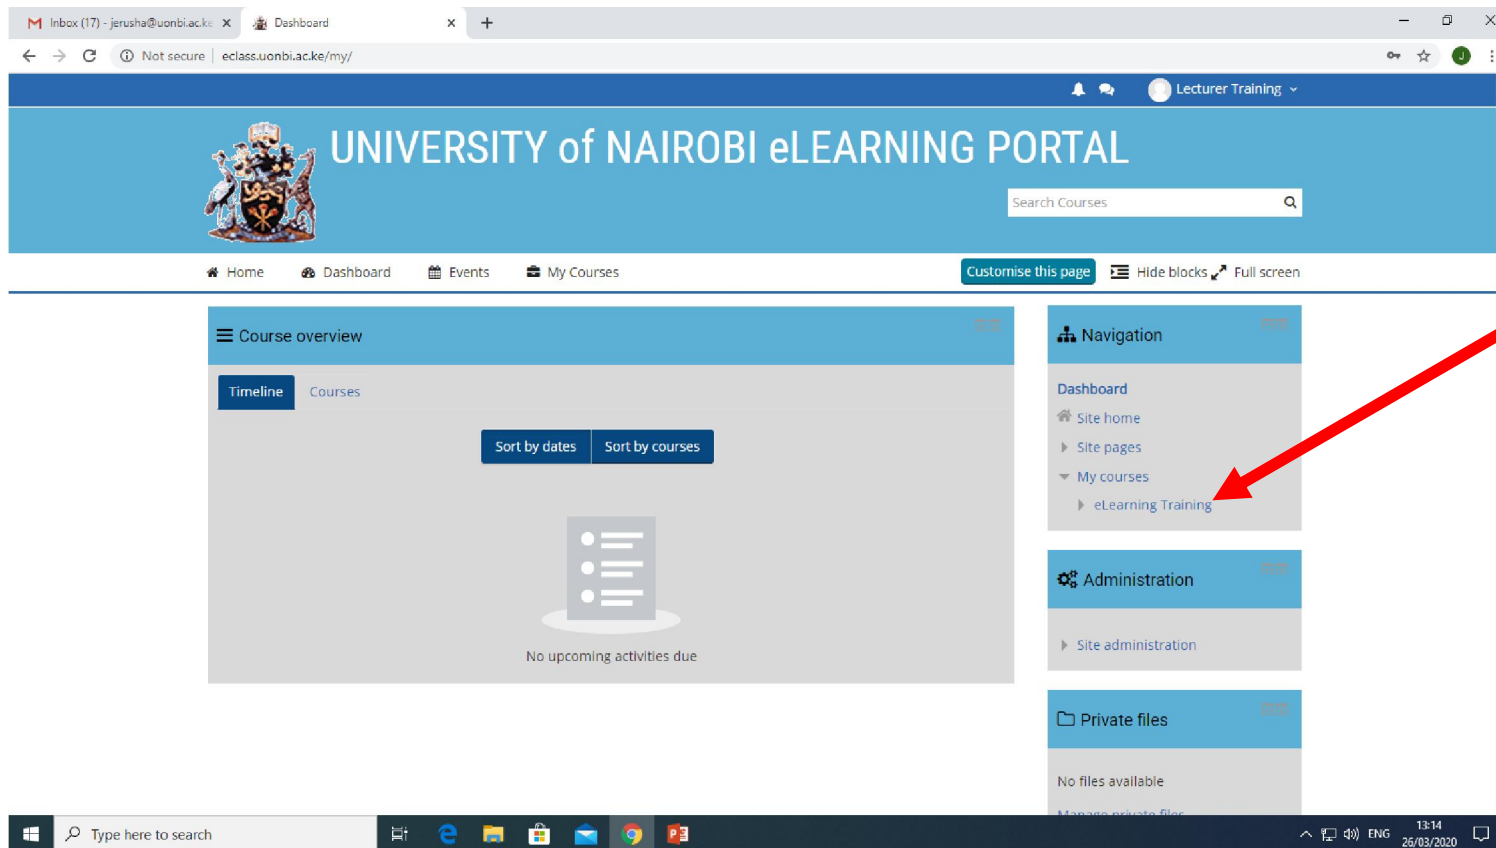 Inbox (17) - jerusha@uonbi.ac.ke
Dashboard
Not secure | eclass.uonbi.ac.ke/my/
J
Lecturer Training
UNIVERSITY of NAIROBI eLEARNING PORTAL
Search Courses
Home Dashboard Events My Courses
Customise this page Hide blocks Full screen
Course overview
Timeline Courses
Sort by dates Sort by courses
No upcoming activities due
Navigation
Dashboard
Site home
Site pages
My courses
eLearning Training
Administration
Site administration
Private files
No files available
Manage private files
Type here to search
ENG
13:14
26/03/2020